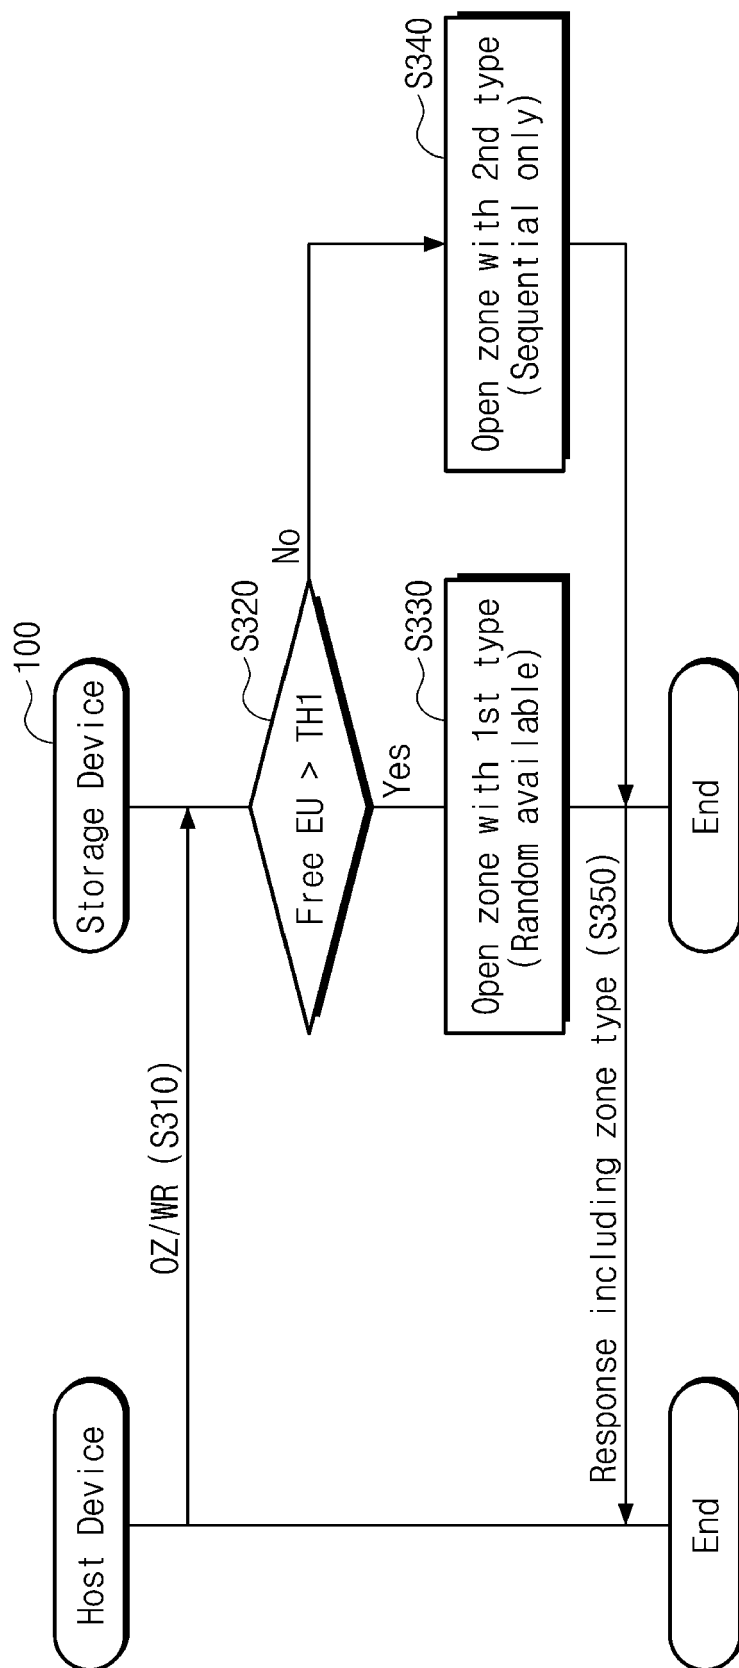 Host Device
Storage Device
100
OZ/WR (S310)
Free EU > TH1
S320
No
Yes
Open zone with 1st type
(Random available)
S330
Open zone with 2nd type
(Sequential only)
S340
Response including zone type (S350)
End
End